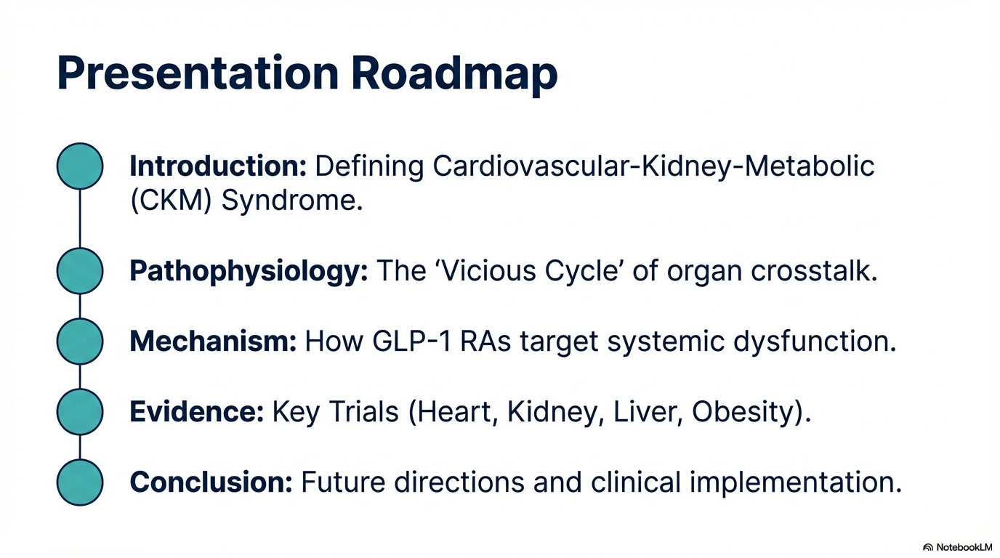 Presentation Roadmap
Introduction: Defining Cardiovascular-Kidney-Metabolic
(CKM) Syndrome.
Pathophysiology: The ‘Vicious Cycle’ of organ crosstalk.
Mechanism: How GLP-1 RAs target systemic dysfunction.
Evidence: Key Trials (Heart, Kidney, Liver, Obesity).
Conclusion: Future directions and clinical implementation.
NotebookLM